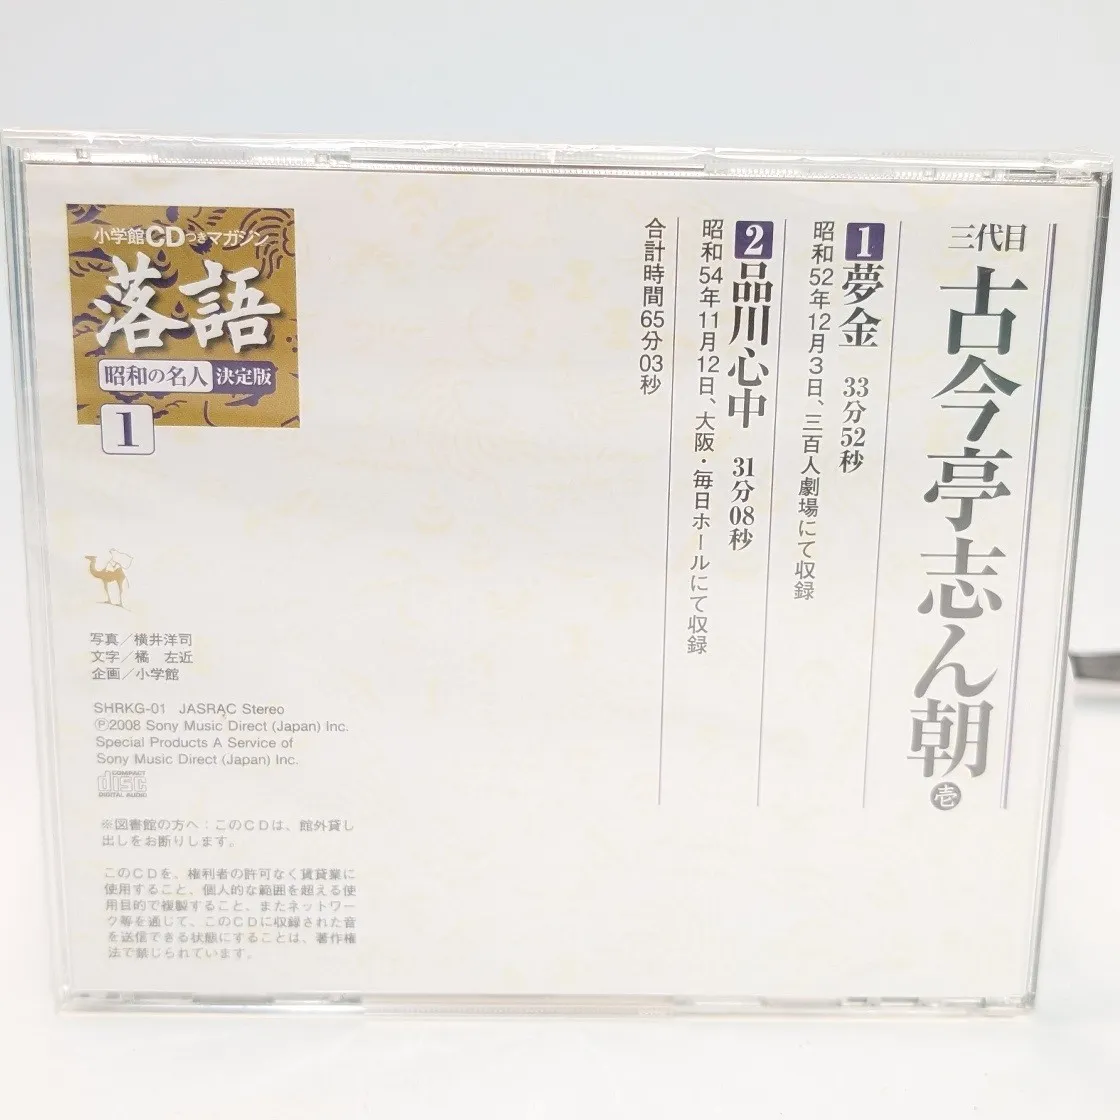 三代目
古今亭志ん朝 壱
1 夢金 33分52秒
昭和52年12月3日、三百人劇場にて収録
2 品川心中 31分08秒
昭和54年11月12日、大阪・毎日ホールにて収録
合計時間65分03秒
小学館CDつきマガジン
落語
昭和の名人 決定版
1
写真/横井洋司
文字/橘 左近
企画/小学館
SHRKG-01 JASRAC Stereo
Ⓟ2008 Sony Music Direct (Japan) Inc.
Special Products A Service of
Sony Music Direct (Japan) Inc.
COMPACT
disc
DIGITAL AUDIO
※図書館の方へ:このCDは、館外貸し
出しをお断りします。
このCDを、権利者の許可なく賃貸業に
使用すること、個人的な範囲を超える使
用目的で複製すること、またネットワー
ク等を通じて、このCDに収録された音
を送信できる状態にすることは、著作権
法で禁じられています。